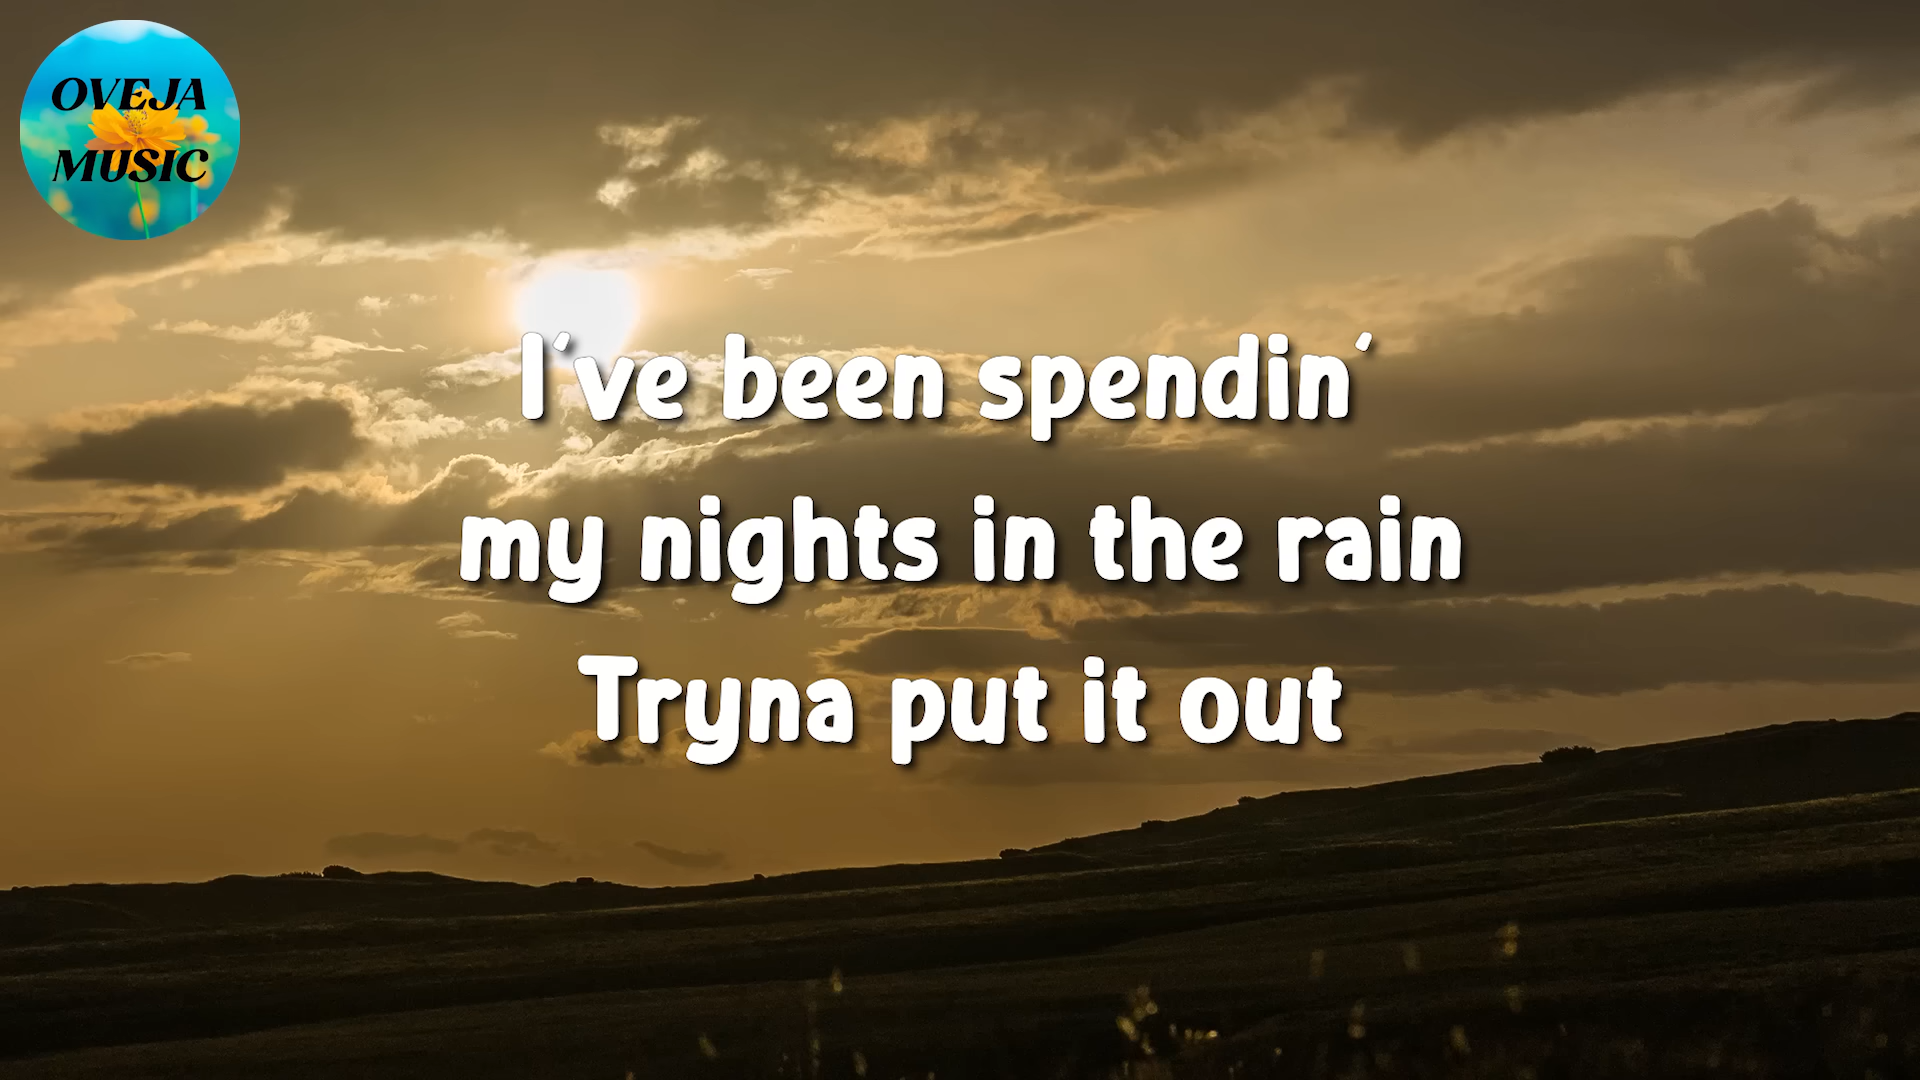 OVEJA
MUSIC
I've been spendin'
my nights in the rain
Tryna put it out